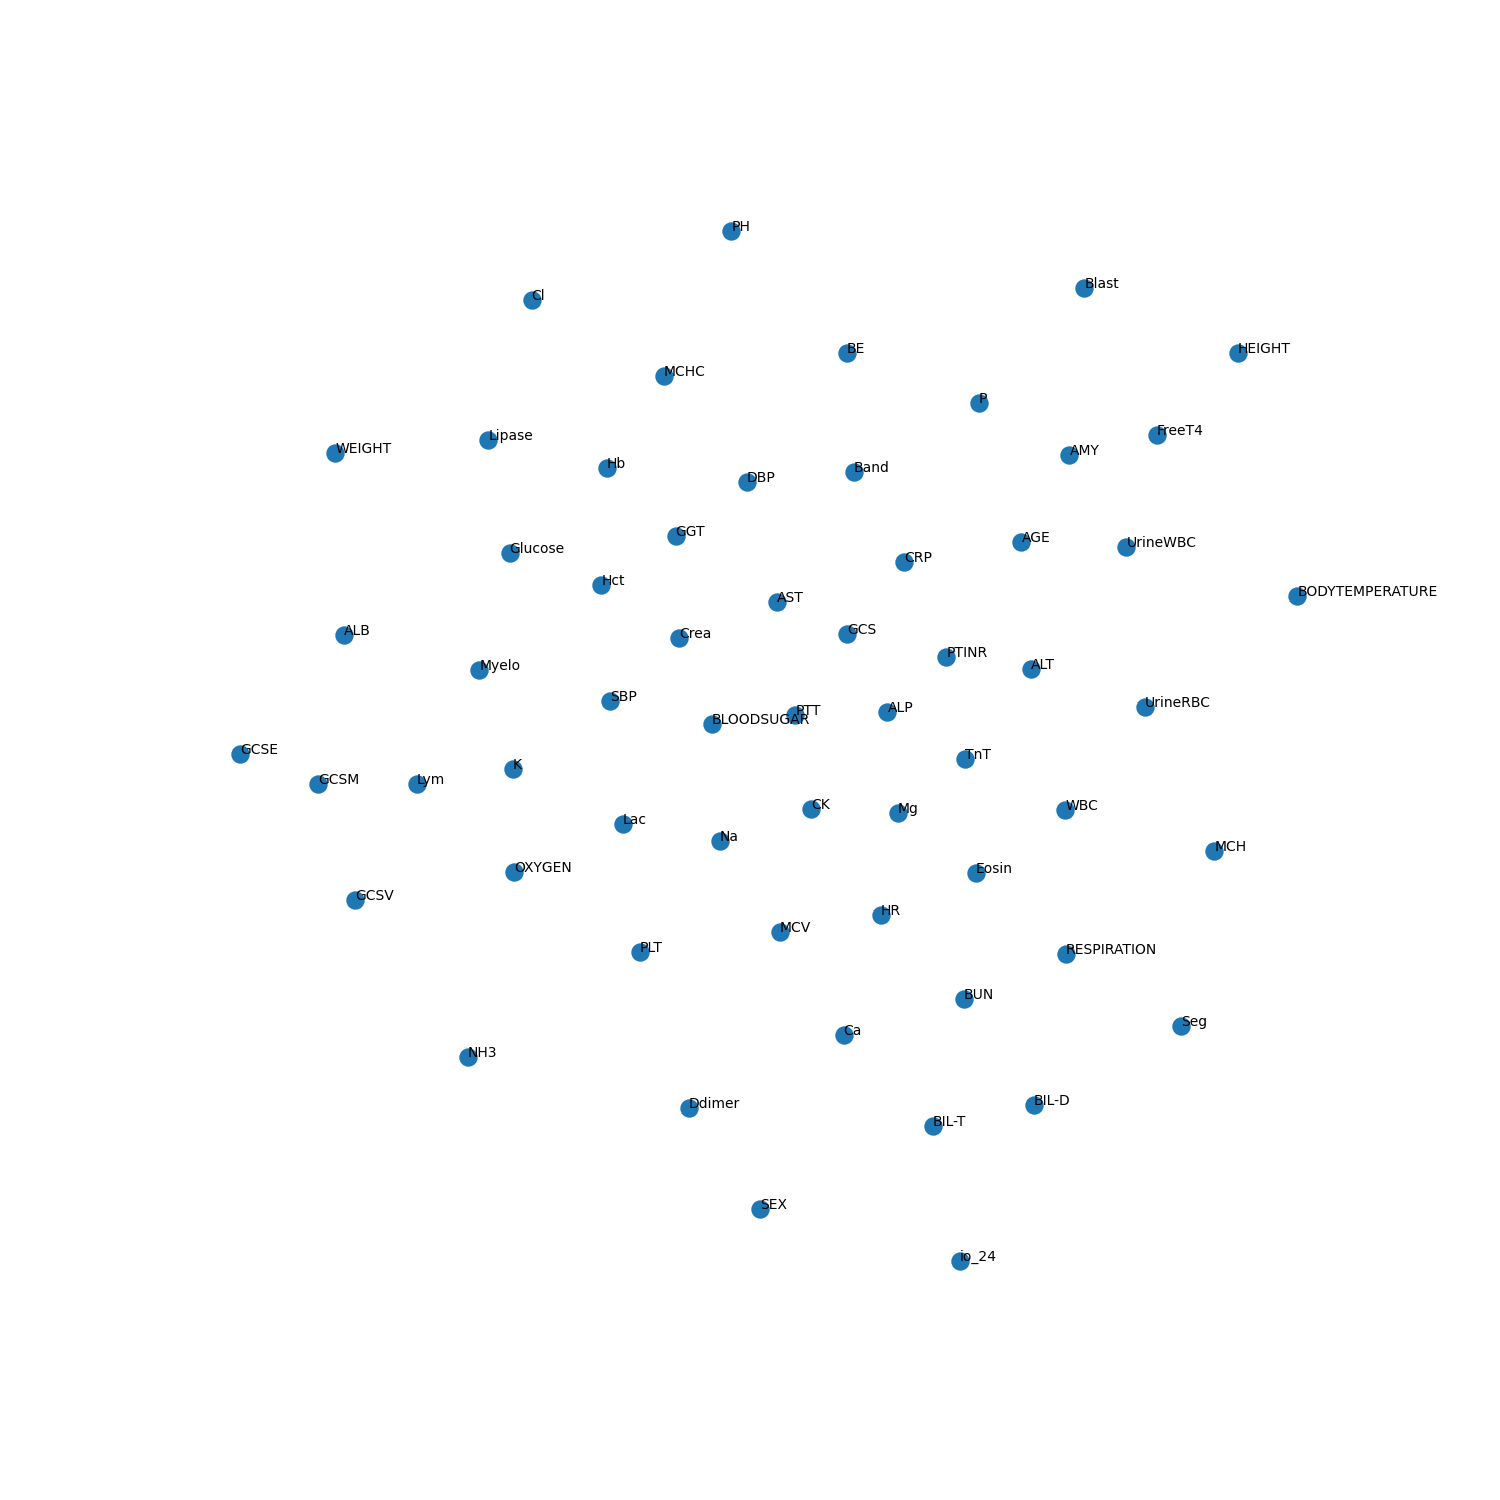 PH
Blast
Cl
BE
HEIGHT
MCHC
P
FreeT4
Lipase
WEIGHT
AMY
Hb
Band
DBP
GGT
AGE
UrineWBC
Glucose
CRP
Hct
BODYTEMPERATURE
AST
ALB
Crea
GCS
PTINR
Myelo
ALT
SBP
UrineRBC
ALP
PTT
BLOODSUGAR
GCSE
TnT
K
GCSM
Lym
CK
WBC
Mg
Lac
Na
MCH
OXYGEN
Eosin
GCSV
HR
MCV
PLT
RESPIRATION
BUN
Seg
Ca
NH3
BIL-D
Ddimer
BIL-T
SEX
io_24